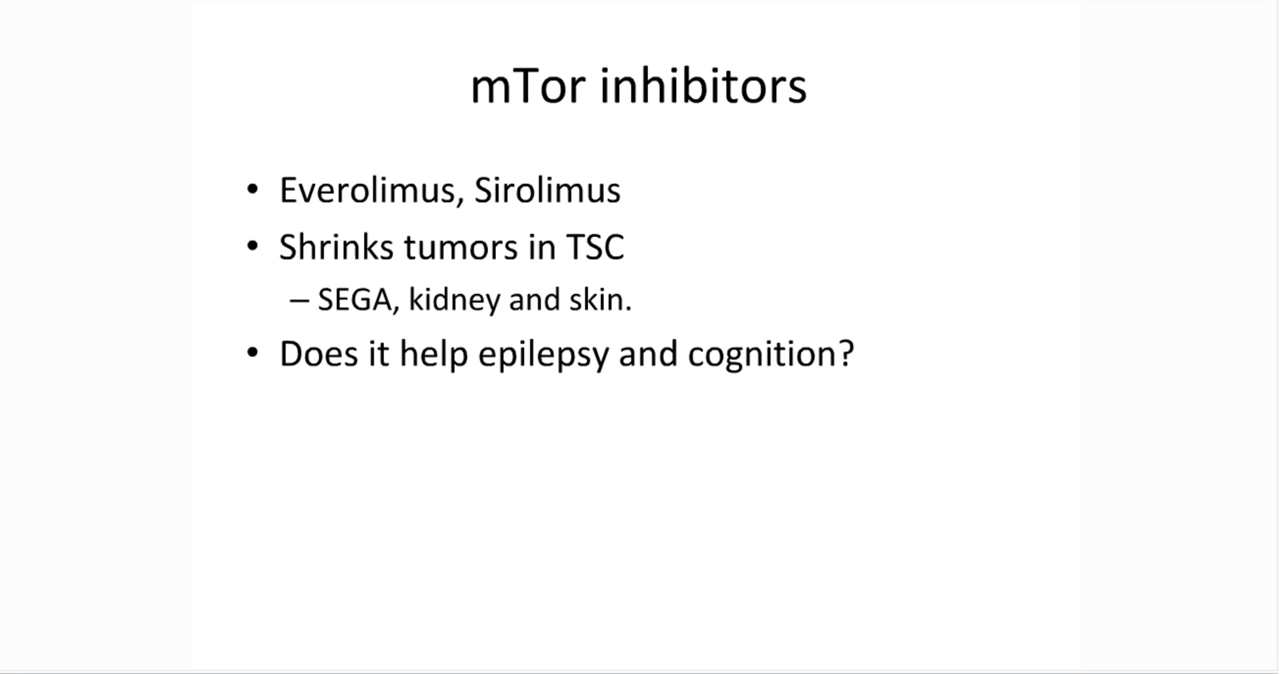 mTor inhibitors
• Everolimus, Sirolimus
• Shrinks tumors in TSC
– SEGA, kidney and skin.
• Does it help epilepsy and cognition?